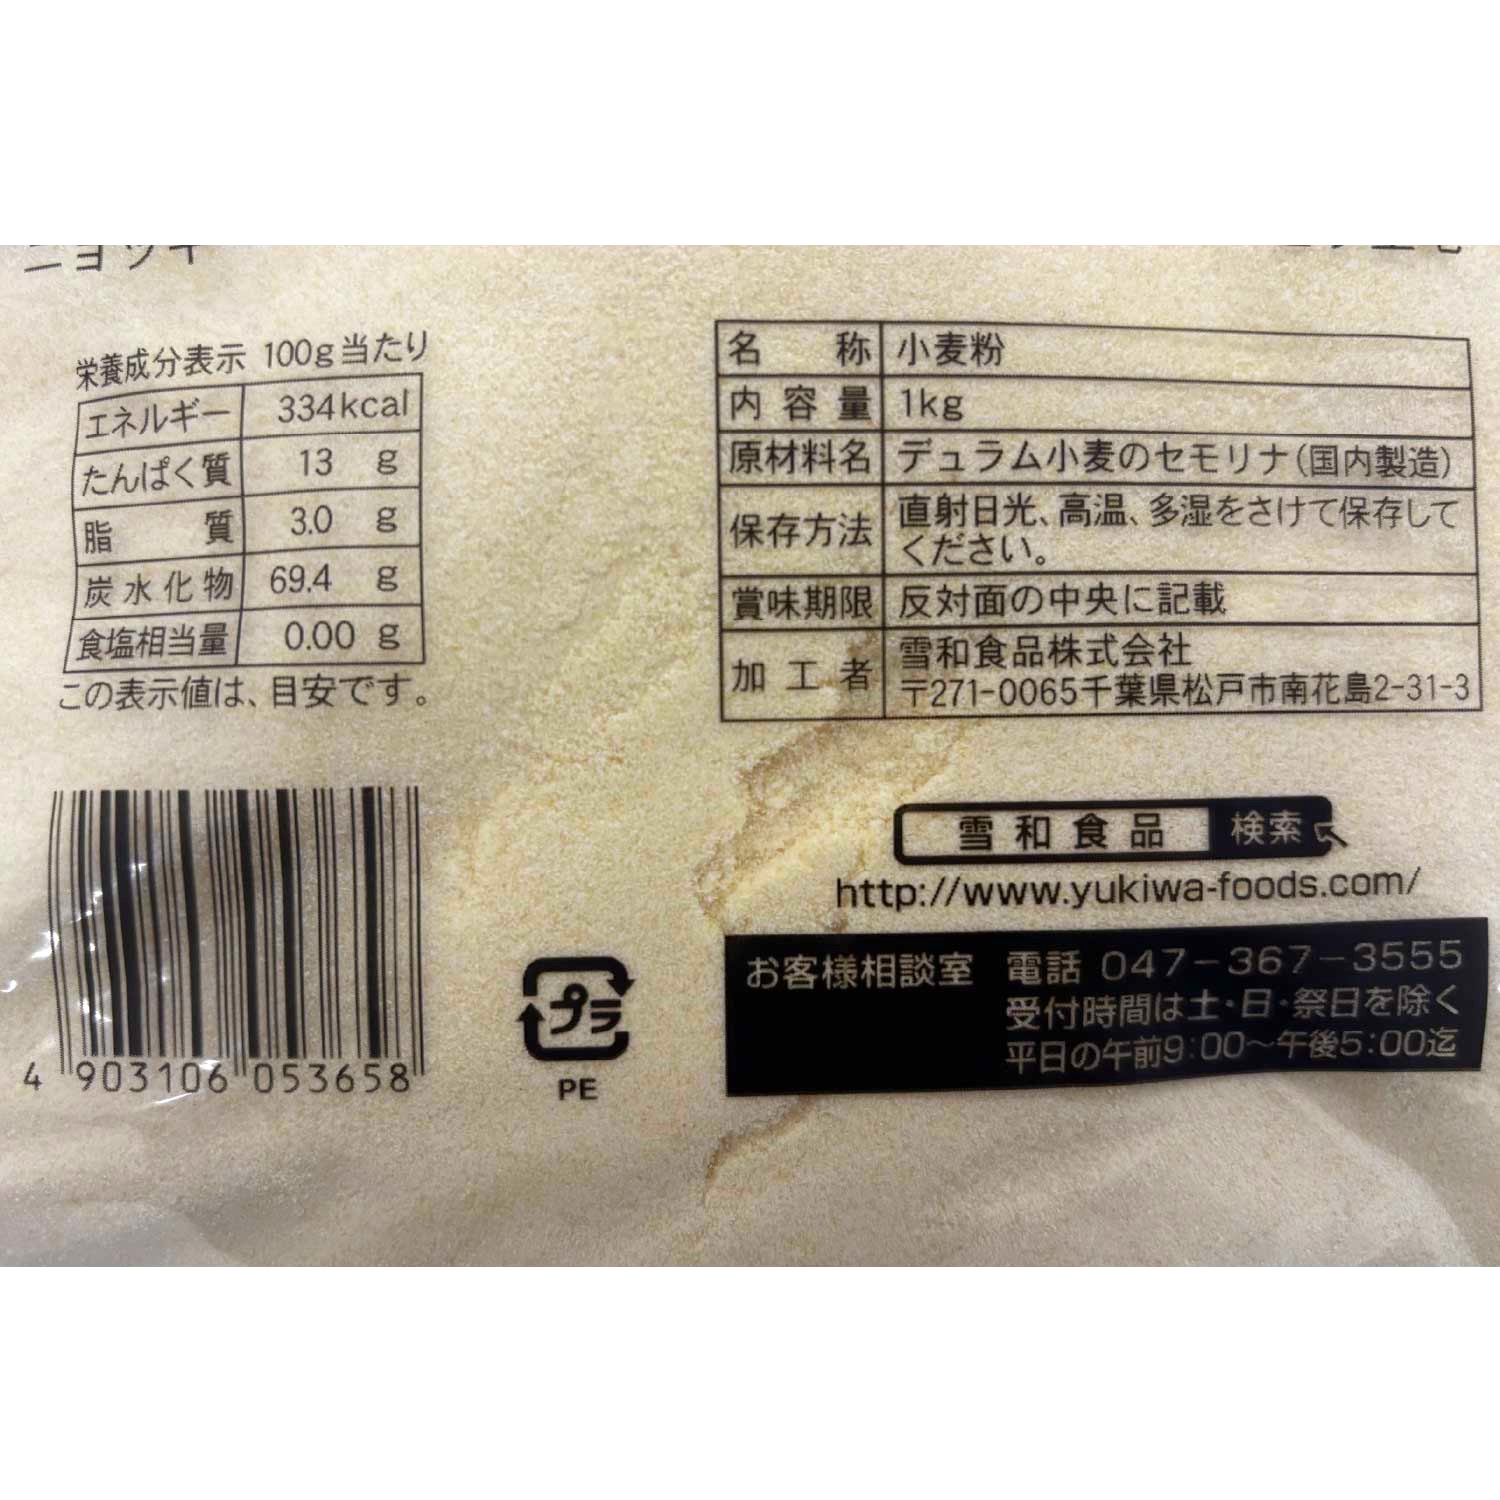 ニョッキ
栄養成分表示 100g当たり
エネルギー 334kcal
たんぱく質 13 g
脂質 3.0 g
炭水化物 69.4 g
食塩相当量 0.00 g
この表示値は、目安です。
4 903106 053658
プラ
PE
名称 小麦粉
内容量 1kg
原材料名 デュラム小麦のセモリナ(国内製造)
保存方法 直射日光、高温、多湿をさけて保存して
ください。
賞味期限 反対面の中央に記載
加工者 雪和食品株式会社
〒271-0065千葉県松戸市南花島2-31-3
雪和食品 検索
http://www.yukiwa-foods.com/
お客様相談室 電話 047-367-3555
受付時間は土・日・祭日を除く
平日の午前9:00~午後5:00迄